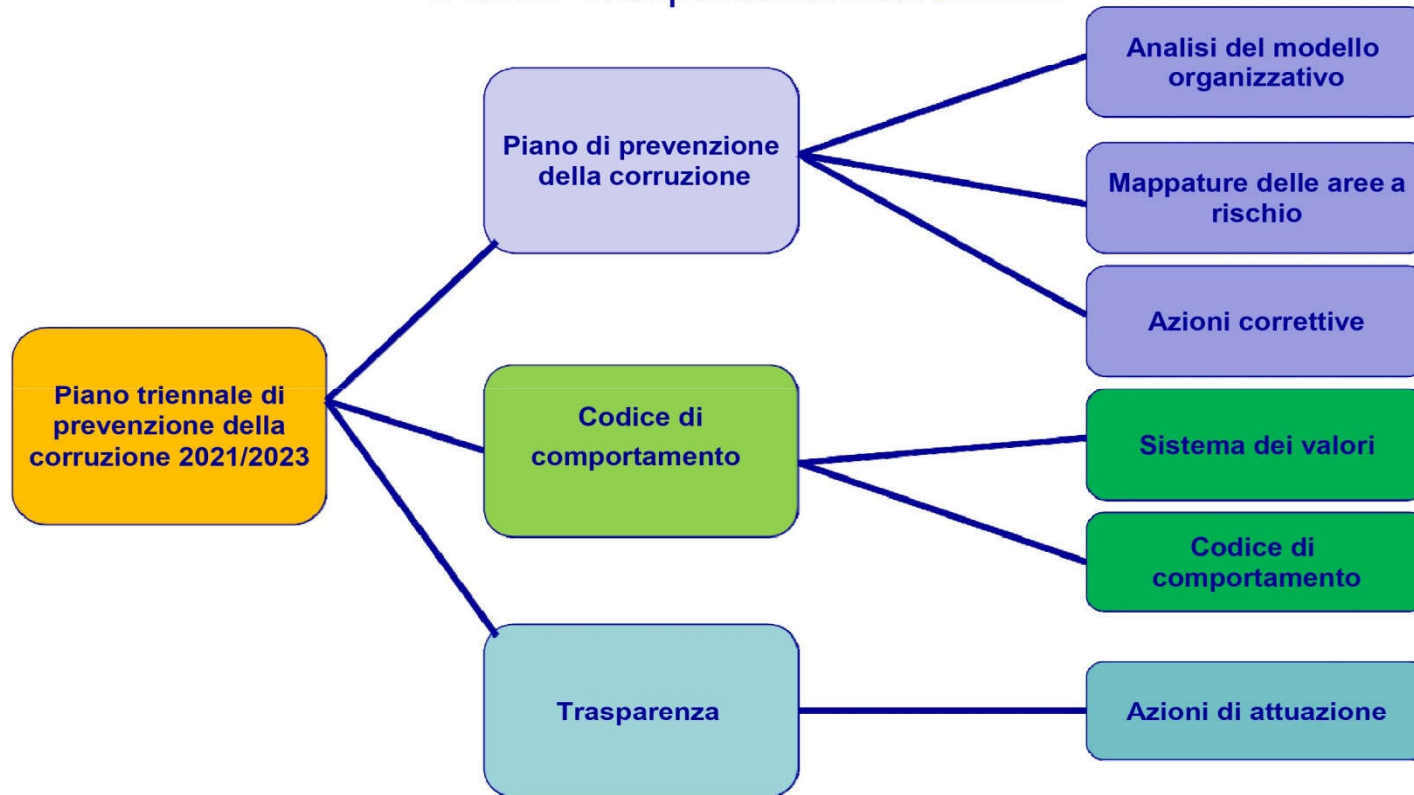 Piano di prevenzione
della corruzione
Analisi del modello
organizzativo
Mappature delle aree a
rischio
Azioni correttive
Piano triennale di
prevenzione della
corruzione 2021/2023
Codice di
comportamento
Sistema dei valori
Codice di
comportamento
Trasparenza
Azioni di attuazione